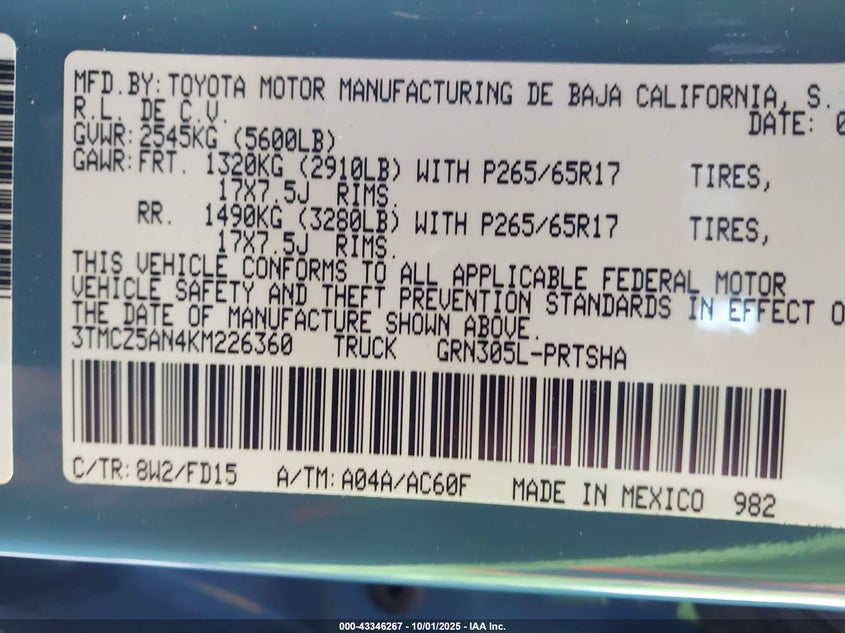 MFD.BY: TOYOTA MOTOR MANUFACTURING DE BAJA CALIFORNIA, S.
R.L. DE C.V.
DATE: 0
GVWR: 2545KG (5600LB)
GAWR: FRT. 1320KG (2910LB) WITH P265/65R17 TIRES,
17X7.5J RIMS.
RR. 1490KG (3280LB) WITH P265/65R17 TIRES,
17X7.5J RIMS.
THIS VEHICLE CONFORMS TO ALL APPLICABLE FEDERAL MOTOR
VEHICLE SAFETY AND THEFT PREVENTION STANDARDS IN EFFECT O
THE DATE OF MANUFACTURE SHOWN ABOVE.
3TMCZ5AN4KM226360 TRUCK GRN305L-PRTSHA
C/TR: 8W2/FD15 A/TM: A04A/AC60F MADE IN MEXICO 982
000-43346267 - 10/01/2025 - IAA Inc.